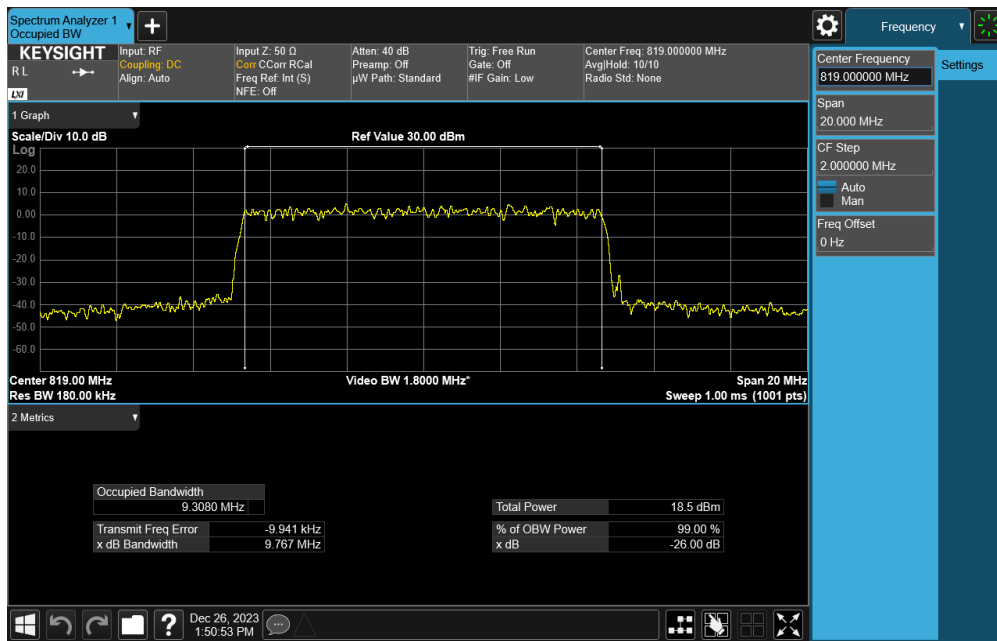 Spectrum Analyzer 1
Occupied BW
Frequency
KEYSIGHT
R L
LXI
Input: RF
Coupling: DC
Align: Auto
Input Z: 50 Ω
Corr CCorr RCal
Freq Ref: Int (S)
NFE: Off
Atten: 40 dB
Preamp: Off
µW Path: Standard
Trig: Free Run
Gate: Off
#IF Gain: Low
Center Freq: 819.000000 MHz
Avg|Hold: 10/10
Radio Std: None
Center Frequency
819.000000 MHz
Settings
Span
20.000 MHz
CF Step
2.000000 MHz
Auto
Man
Freq Offset
0 Hz
1 Graph
Scale/Div 10.0 dB
Ref Value 30.00 dBm
Log
20.0
10.0
0.00
-10.0
-20.0
-30.0
-40.0
-50.0
-60.0
Center 819.00 MHz
Video BW 1.8000 MHz*
Span 20 MHz
Res BW 180.00 kHz
Sweep 1.00 ms (1001 pts)
2 Metrics
Occupied Bandwidth
9.3080 MHz
Transmit Freq Error -9.941 kHz
x dB Bandwidth 9.767 MHz
Total Power 18.5 dBm
% of OBW Power 99.00 %
x dB -26.00 dB
?
Dec 26, 2023
1:50:53 PM